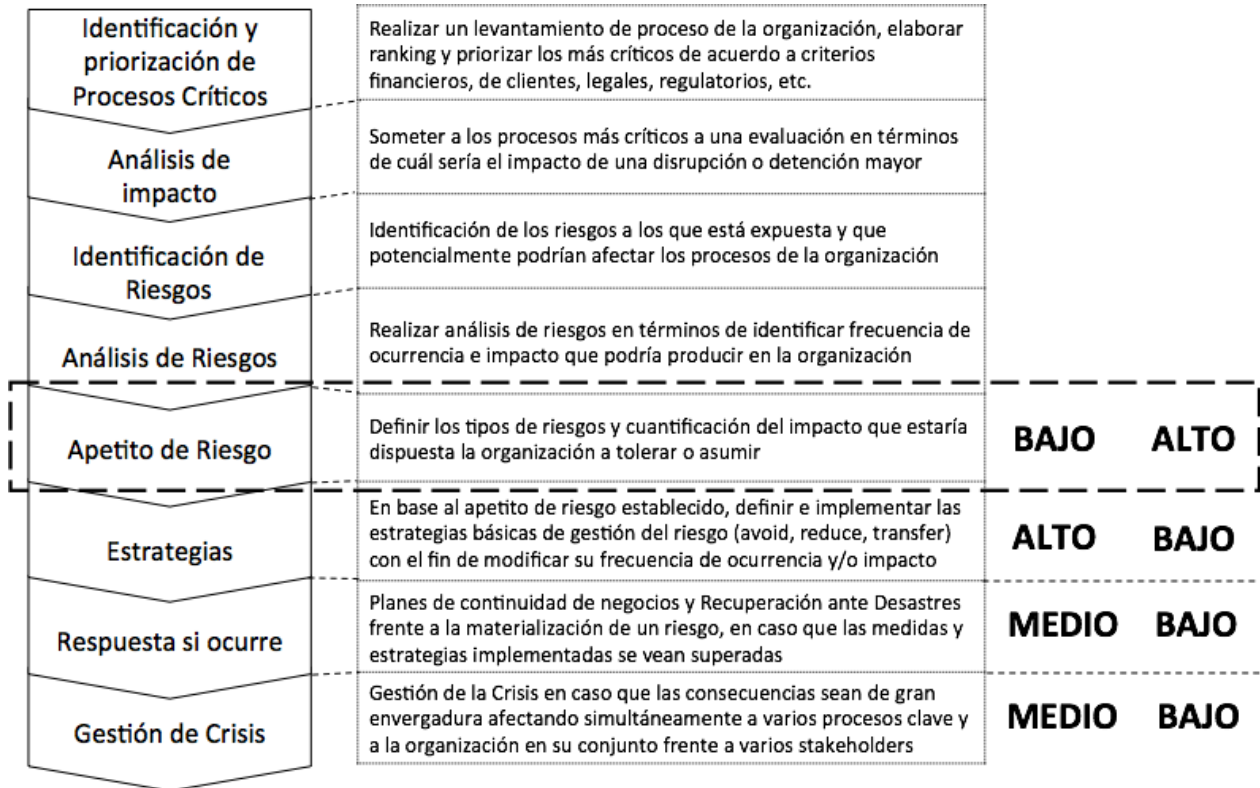 Identificación y
priorización de
Procesos Críticos
Realizar un levantamiento de proceso de la organización, elaborar
ranking y priorizar los más críticos de acuerdo a criterios
financieros, de clientes, legales, regulatorios, etc.
Análisis de
impacto
Someter a los procesos más críticos a una evaluación en términos
de cuál sería el impacto de una disrupción o detención mayor
Identificación de
Riesgos
Identificación de los riesgos a los que está expuesta y que
potencialmente podrían afectar los procesos de la organización
Análisis de Riesgos
Realizar análisis de riesgos en términos de identificar frecuencia de
ocurrencia e impacto que podría producir en la organización
Apetito de Riesgo
Definir los tipos de riesgos y cuantificación del impacto que estaría
dispuesta la organización a tolerar o asumir
BAJO ALTO
Estrategias
En base al apetito de riesgo establecido, definir e implementar las
estrategias básicas de gestión del riesgo (avoid, reduce, transfer)
con el fin de modificar su frecuencia de ocurrencia y/o impacto
ALTO BAJO
Respuesta si ocurre
Planes de continuidad de negocios y Recuperación ante Desastres
frente a la materialización de un riesgo, en caso que las medidas y
estrategias implementadas se vean superadas
MEDIO BAJO
Gestión de Crisis
Gestión de la Crisis en caso que las consecuencias sean de gran
envergadura afectando simultáneamente a varios procesos clave y
a la organización en su conjunto frente a varios stakeholders
MEDIO BAJO